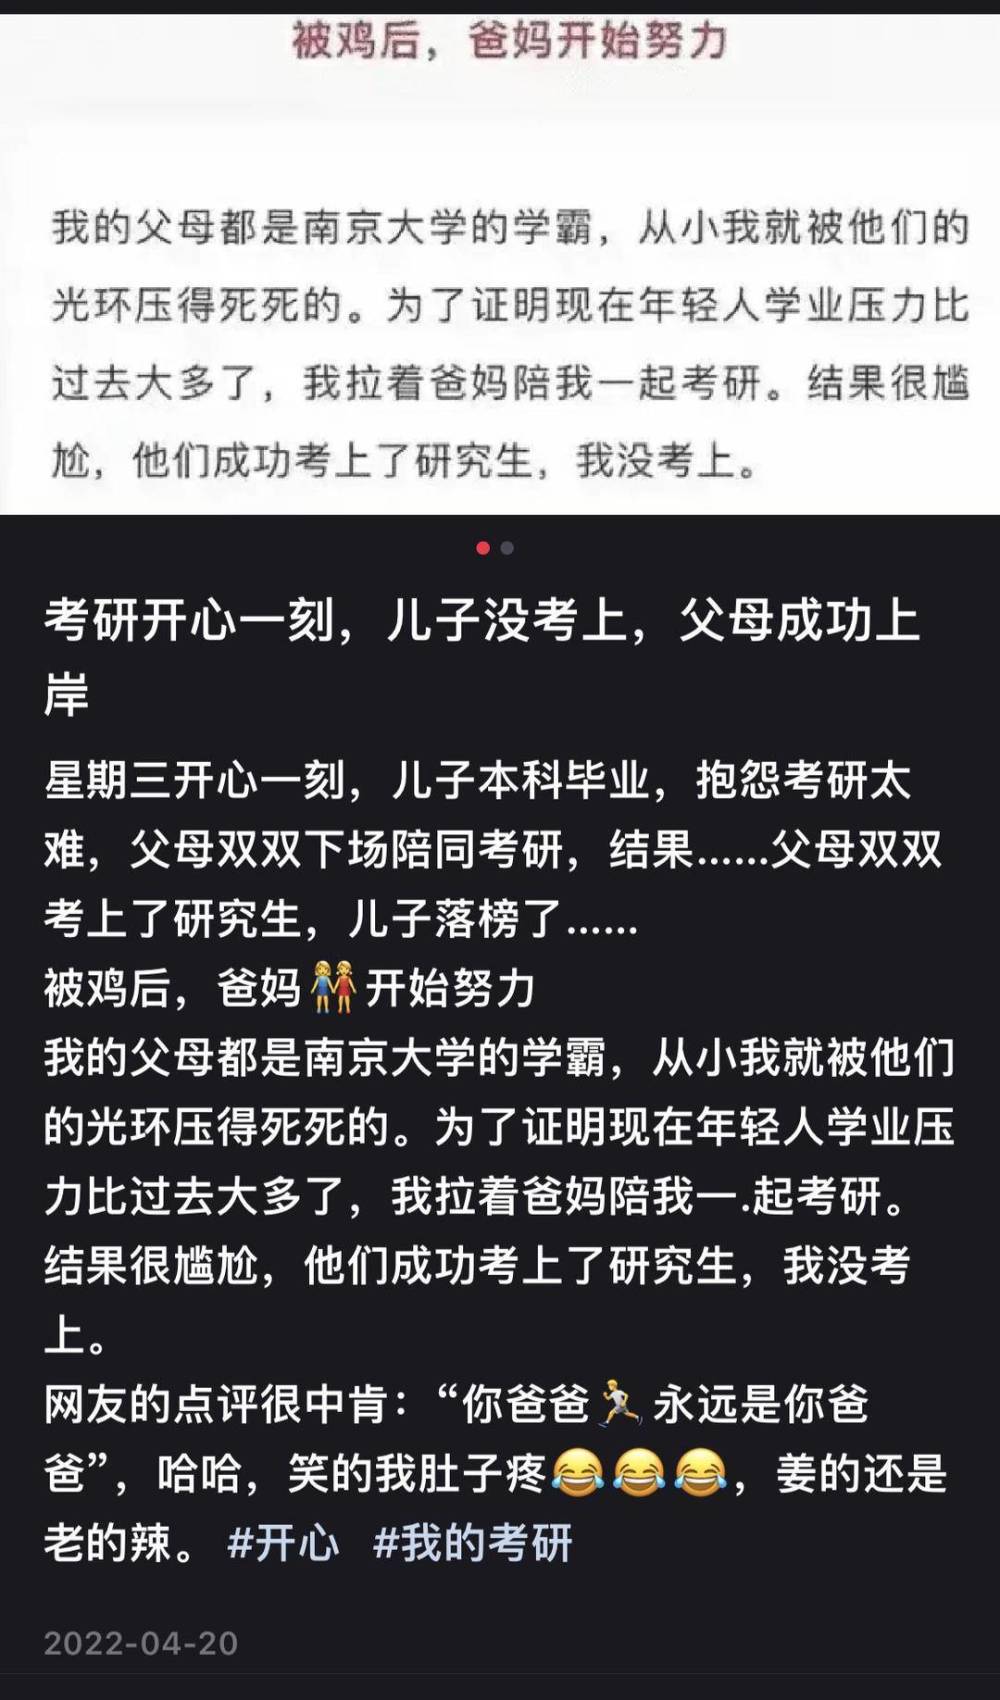 被鸡后，爸妈开始努力
我的父母都是南京大学的学霸，从小我就被他们的
光环压得死死的。为了证明现在年轻人学业压力比
过去大多了，我拉着爸妈陪我一起考研。结果很尴
尬，他们成功考上了研究生，我没考上。
考研开心一刻，儿子没考上，父母成功上
岸
星期三开心一刻，儿子本科毕业，抱怨考研太
难，父母双双下场陪同考研，结果……父母双双
考上了研究生，儿子落榜了……
被鸡后，爸妈👭开始努力
我的父母都是南京大学的学霸，从小我就被他们
的光环压得死死的。为了证明现在年轻人学业压
力比过去大多了，我拉着爸妈陪我一.起考研。
结果很尴尬，他们成功考上了研究生，我没考
上。
网友的点评很中肯：“你爸爸🏃永远是你爸
爸”，哈哈，笑的我肚子疼😂😂😂，姜的还是
老的辣。 #开心 #我的考研
2022-04-20